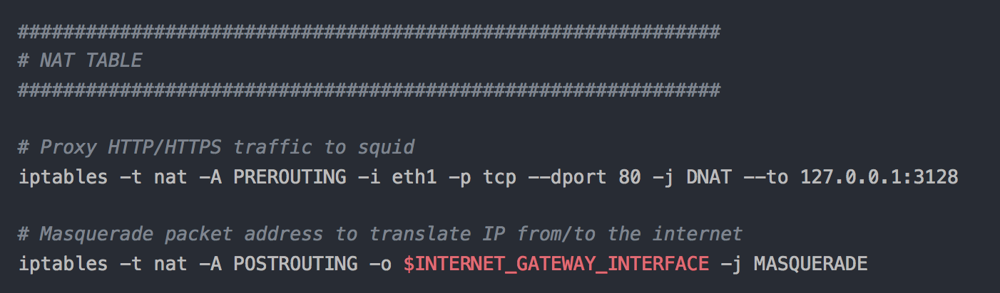 ##############################################################
# NAT TABLE
##############################################################
# Proxy HTTP/HTTPS traffic to squid
iptables -t nat -A PREROUTING -i eth1 -p tcp --dport 80 -j DNAT --to 127.0.0.1:3128
# Masquerade packet address to translate IP from/to the internet
iptables -t nat -A POSTROUTING -o $INTERNET_GATEWAY_INTERFACE -j MASQUERADE